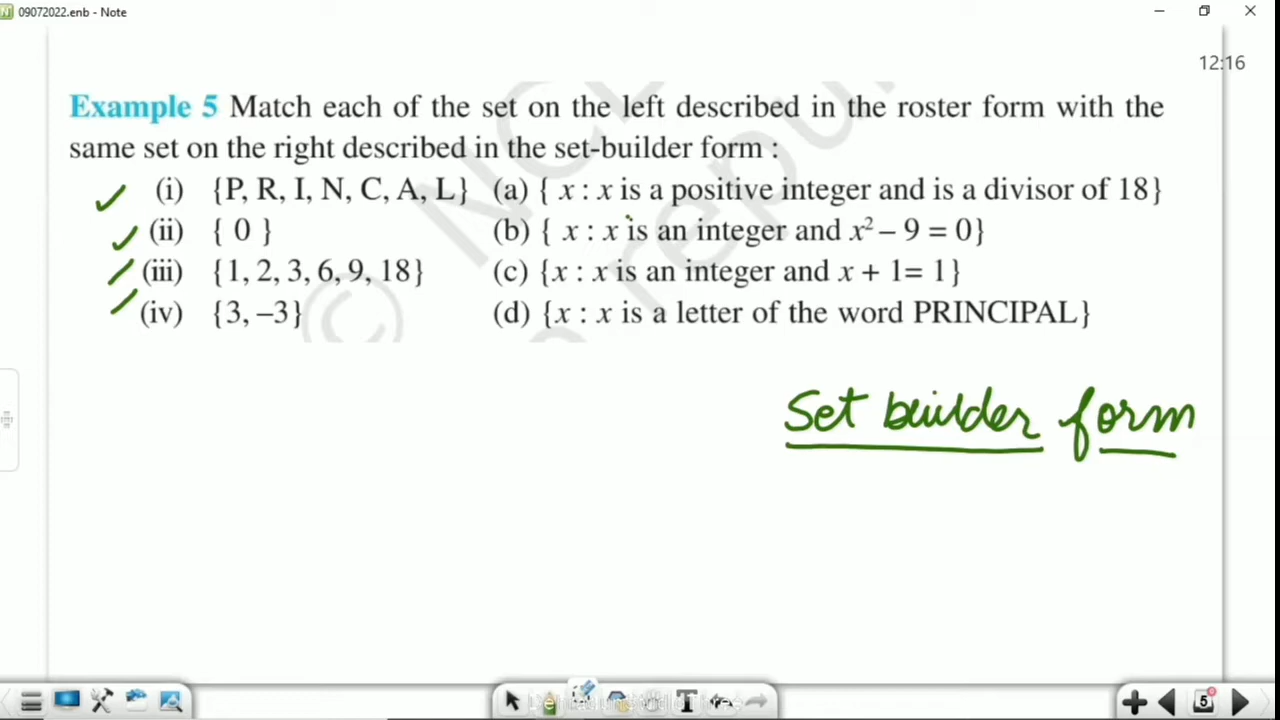 09072022.enb - Note
12:16
Example 5 Match each of the set on the left described in the roster form with the
same set on the right described in the set-builder form :
(i) {P, R, I, N, C, A, L} (a) { x : x is a positive integer and is a divisor of 18}
(ii) { 0 } (b) { x : x is an integer and x² – 9 = 0}
(iii) {1, 2, 3, 6, 9, 18} (c) {x : x is an integer and x + 1= 1}
(iv) {3, –3} (d) {x : x is a letter of the word PRINCIPAL}
Set builder form
5